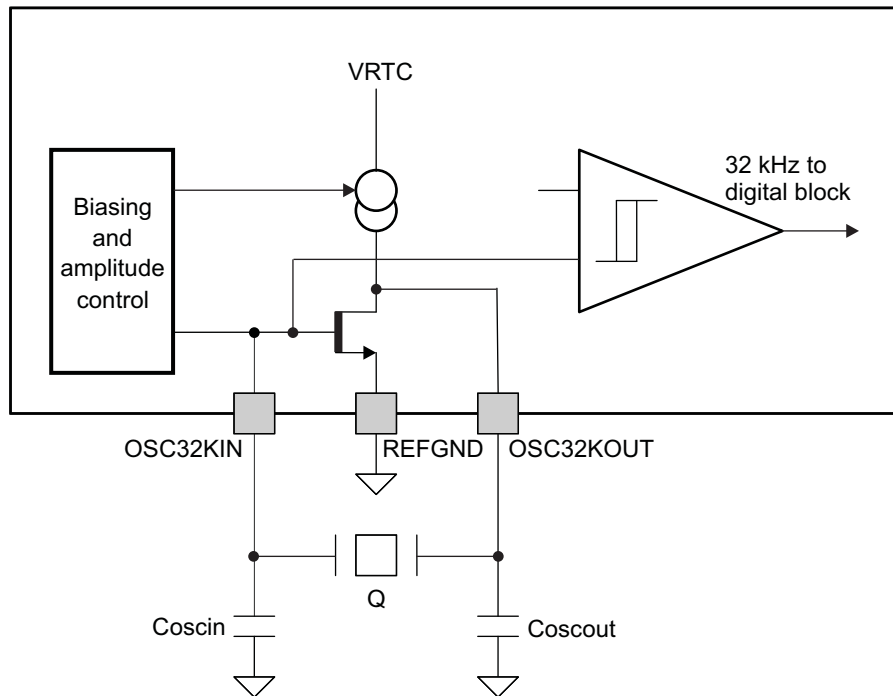 VRTC
32 kHz to
digital block
Biasing
and
amplitude
control
OSC32KIN
REFGND
OSC32KOUT
Q
Coscin
Coscout